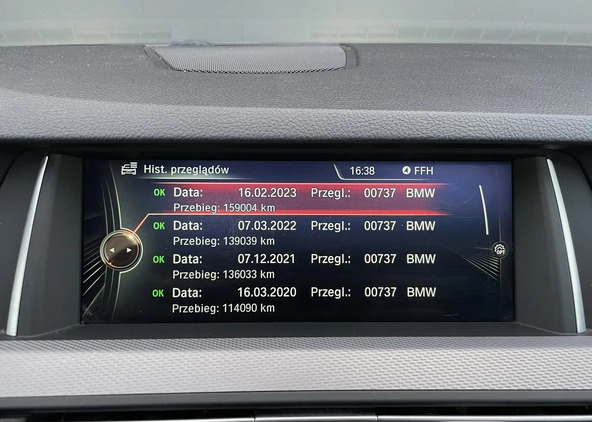 Hist. przeglądów 16:38 FFH
OK Data: 16.02.2023 Przegl.: 00737 BMW
Przebieg: 159004 km
OK Data: 07.03.2022 Przegl.: 00737 BMW
Przebieg: 139039 km
OK Data: 07.12.2021 Przegl.: 00737 BMW
Przebieg: 136033 km
OK Data: 16.03.2020 Przegl.: 00737 BMW
Przebieg: 114090 km
OPT